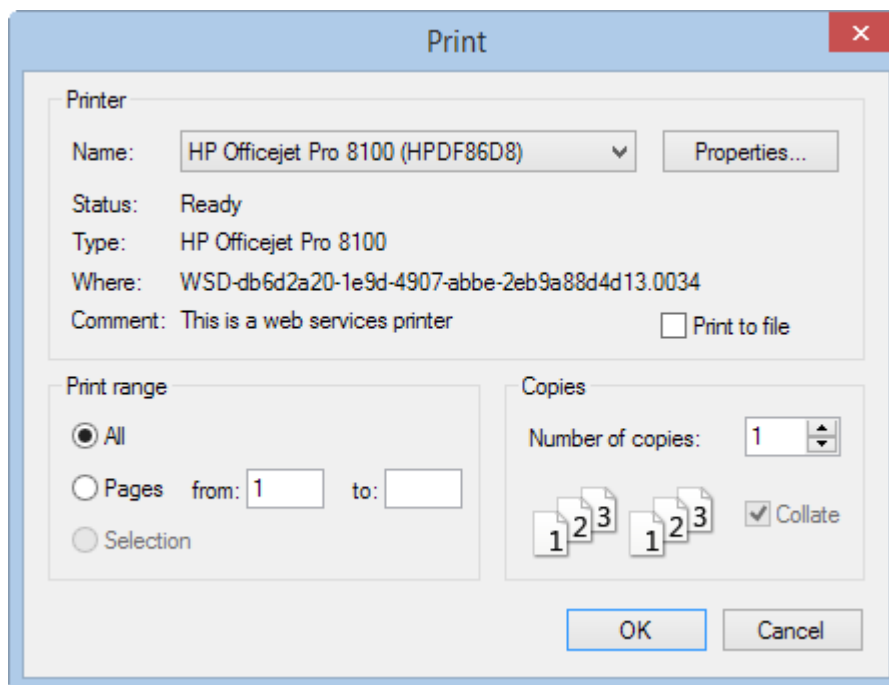 Print
Printer
Name: HP Officejet Pro 8100 (HPDF86D8) Properties...
Status: Ready
Type: HP Officejet Pro 8100
Where: WSD-db6d2a20-1e9d-4907-abbe-2eb9a88d4d13.0034
Comment: This is a web services printer Print to file
Print range
All
Pages from: 1 to:
Selection
Copies
Number of copies: 1
1 2 3 1 2 3 Collate
OK Cancel